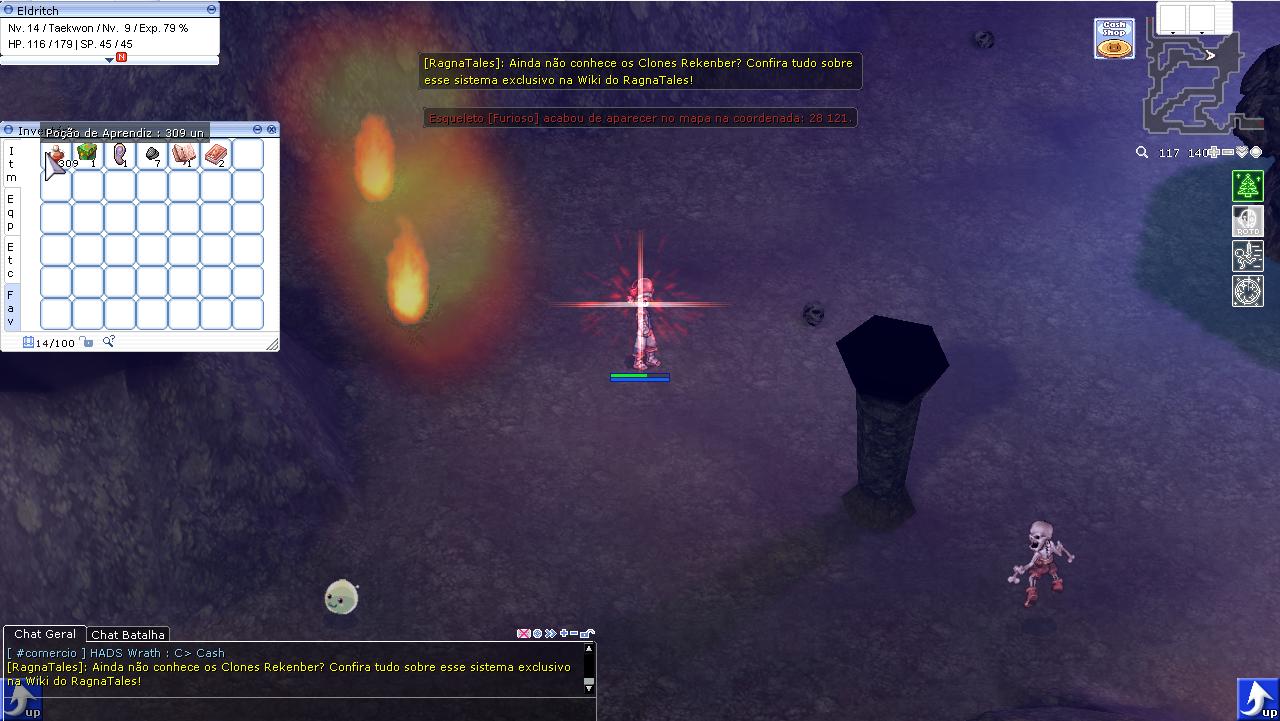 Eldritch
Nv. 14 / Taekwon / Nv. 9 / Exp. 79 %
HP. 116 / 179 | SP. 45 / 45
N
Cash
Shop
[RagnaTales]: Ainda não conhece os Clones Rekenber? Confira tudo sobre
esse sistema exclusivo na Wiki do RagnaTales!
Esqueleto [Furioso] acabou de aparecer no mapa na coordenada: 28 121.
Poção de Aprendiz : 309 un.
309 1 1 7 1 2
I t m
E q p
E t c
F a v
14/100
117 140
Chat Geral
Chat Batalha
[ #comercio ] HADS Wrath : C> Cash
[RagnaTales]: Ainda não conhece os Clones Rekenber? Confira tudo sobre esse sistema exclusivo
na Wiki do RagnaTales!
up
up